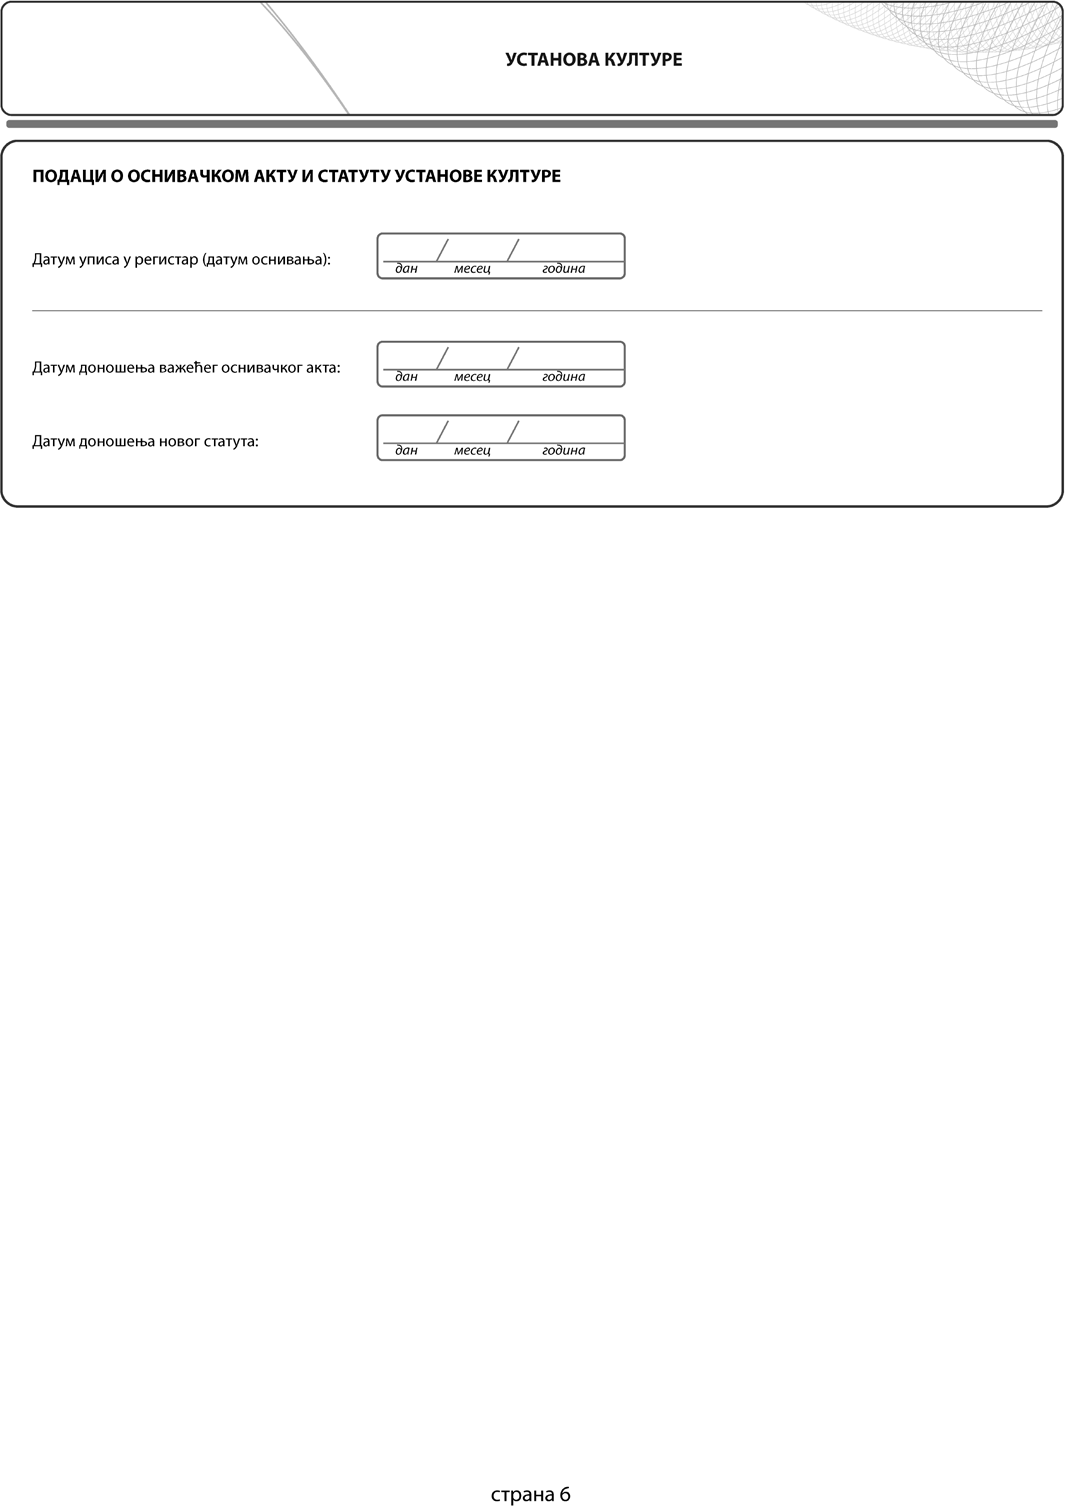 УСТАНОВА КУЛТУРЕ
ПОДАЦИ О ОСНИВАЧКОМ АКТУ И СТАТУТУ УСТАНОВЕ КУЛТУРЕ
Датум уписа у регистар (датум оснивања):
дан месец година
Датум доношења важећег оснивачког акта:
дан месец година
Датум доношења новог статута:
дан месец година
страна 6